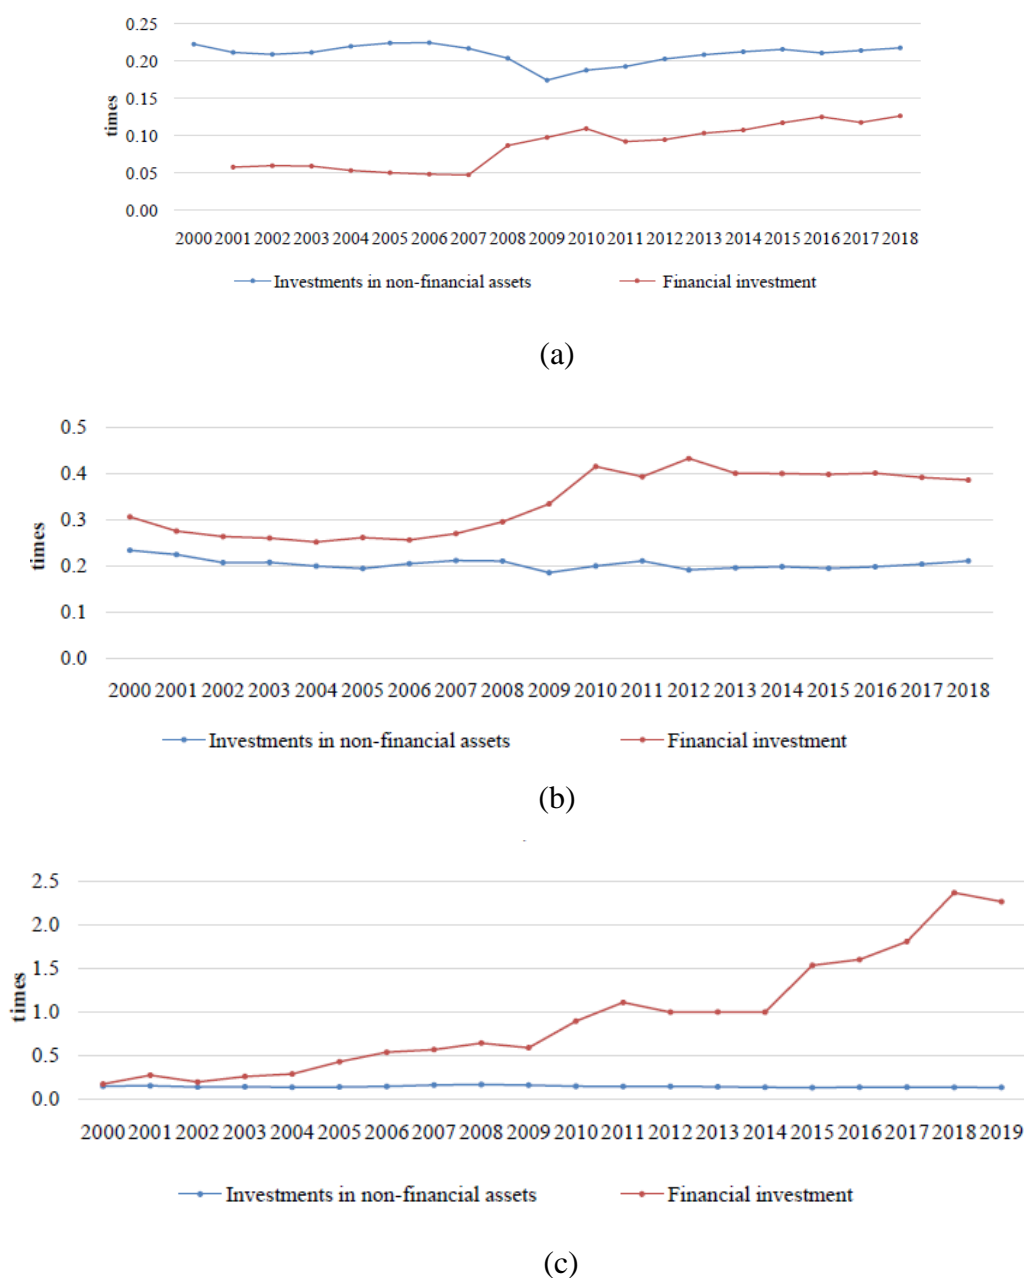 0.25
0.20
0.15
0.10
0.05
0.00
times
2000 2001 2002 2003 2004 2005 2006 2007 2008 2009 2010 2011 2012 2013 2014 2015 2016 2017 2018
Investments in non-financial assets Financial investment
(a)
0.5
0.4
0.3
0.2
0.1
0.0
times
2000 2001 2002 2003 2004 2005 2006 2007 2008 2009 2010 2011 2012 2013 2014 2015 2016 2017 2018
Investments in non-financial assets Financial investment
(b)
2.5
2.0
1.5
1.0
0.5
0.0
times
2000 2001 2002 2003 2004 2005 2006 2007 2008 2009 2010 2011 2012 2013 2014 2015 2016 2017 2018 2019
Investments in non-financial assets Financial investment
(c)